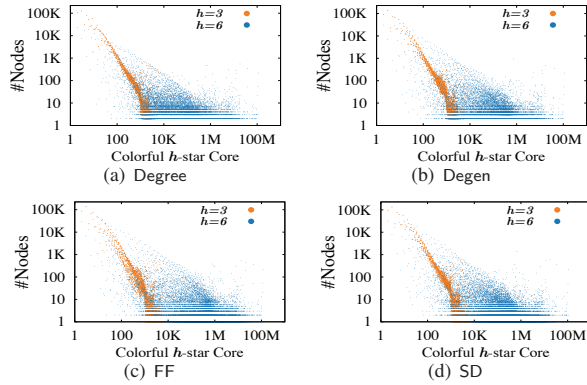 100K
10K
1K
100
10
1
#Nodes
h=3
h=6
1 100 10K 1M 100M
Colorful h-star Core
(a) Degree
100K
10K
1K
100
10
1
#Nodes
h=3
h=6
1 100 10K 1M 100M
Colorful h-star Core
(b) Degen
100K
10K
1K
100
10
1
#Nodes
h=3
h=6
1 100 10K 1M 100M
Colorful h-star Core
(c) FF
100K
10K
1K
100
10
1
#Nodes
h=3
h=6
1 100 10K 1M 100M
Colorful h-star Core
(d) SD